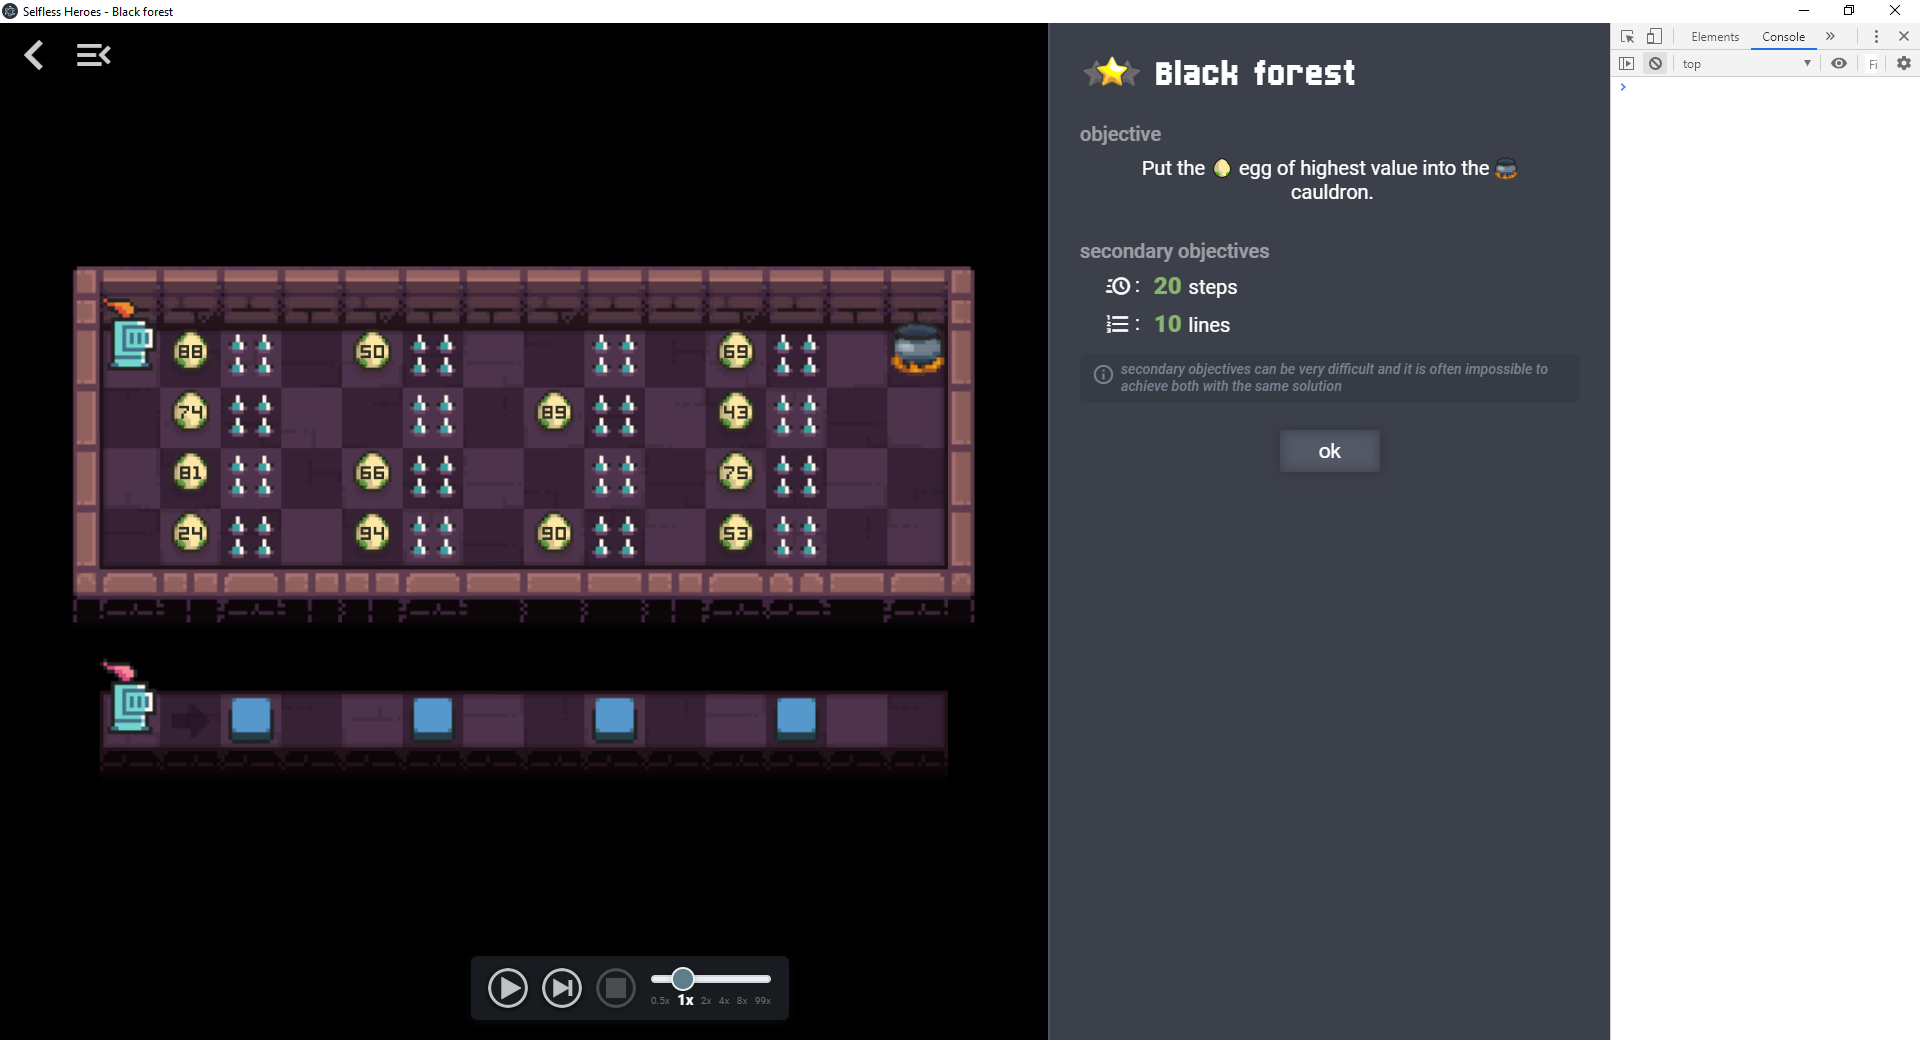 Selfless Heroes - Black forest
Elements Console
top Fi
Black forest
objective
Put the egg of highest value into the
cauldron.
secondary objectives
: 20 steps
: 10 lines
secondary objectives can be very difficult and it is often impossible to
achieve both with the same solution
ok
88 50 69
74 89 43
81 66 75
24 94 90 53
0.5x 1x 2x 4x 8x 99x